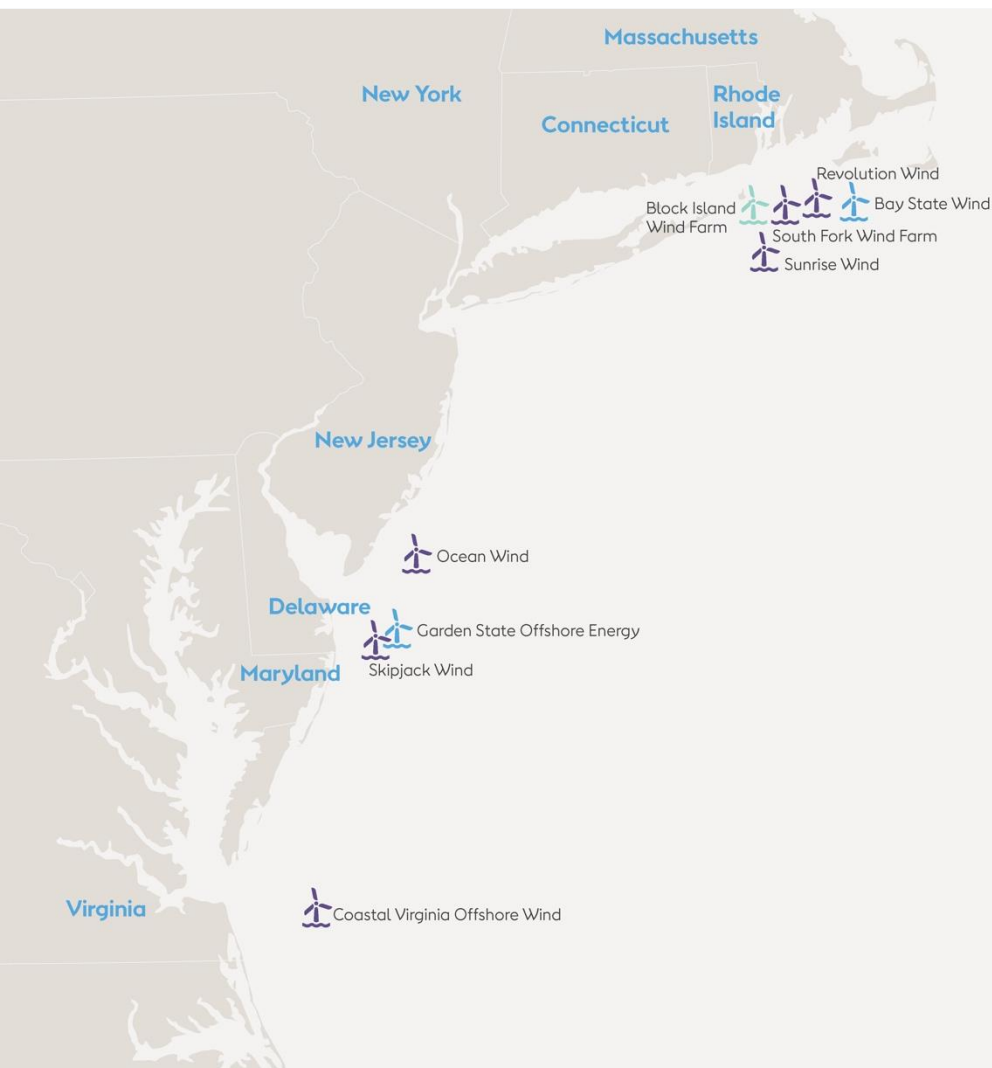 Massachusetts
New York
Rhode
Island
Connecticut
Revolution Wind
Block Island
Wind Farm
Bay State Wind
South Fork Wind Farm
Sunrise Wind
New Jersey
Ocean Wind
Delaware
Garden State Offshore Energy
Maryland
Skipjack Wind
Virginia
Coastal Virginia Offshore Wind